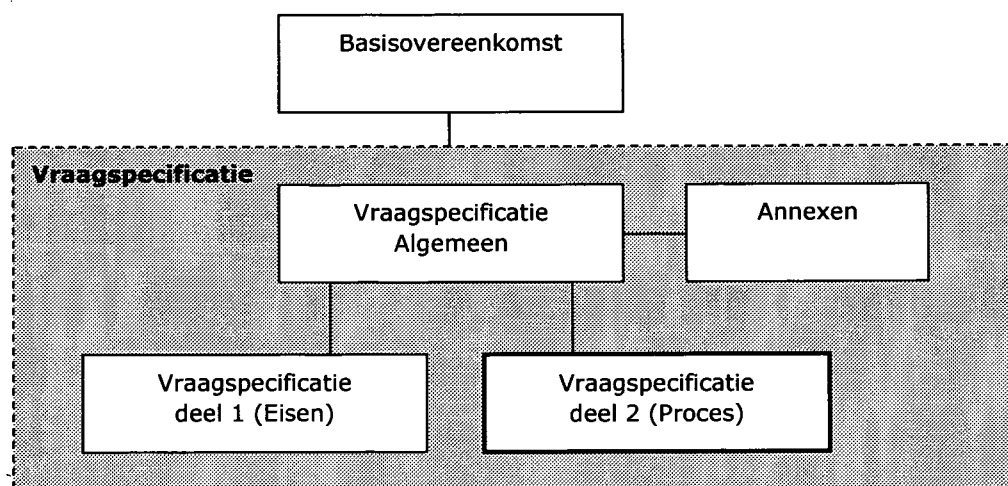 Basisovereenkomst
Vraagspecificatie
Vraagspecificatie
Algemeen
Annexen
Vraagspecificatie
deel 1 (Eisen)
Vraagspecificatie
deel 2 (Proces)